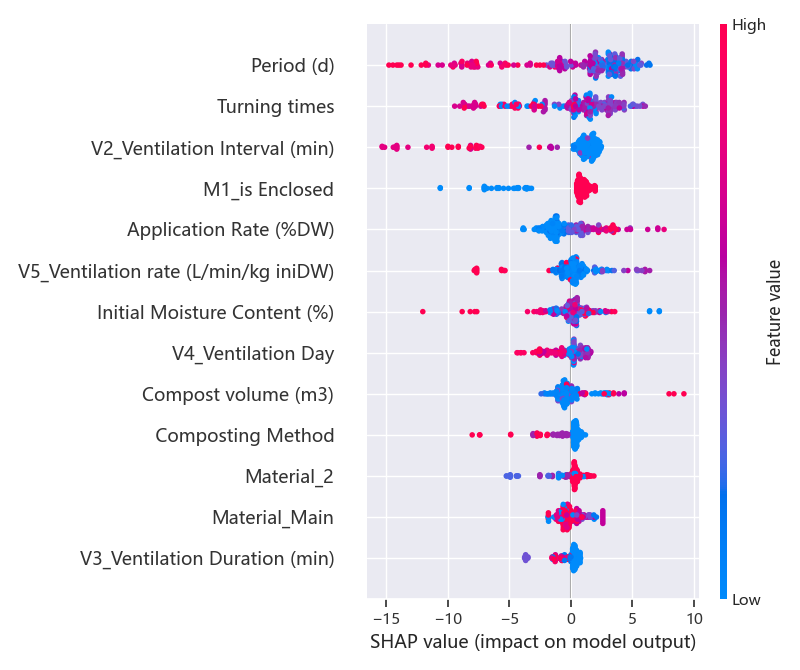 High
Period (d)
Turning times
V2_Ventilation Interval (min)
M1_is Enclosed
Application Rate (%DW)
V5_Ventilation rate (L/min/kg iniDW)
Initial Moisture Content (%)
V4_Ventilation Day
Compost volume (m3)
Composting Method
Material_2
Material_Main
V3_Ventilation Duration (min)
Feature value
Low
−15 −10 −5 0 5 10
SHAP value (impact on model output)